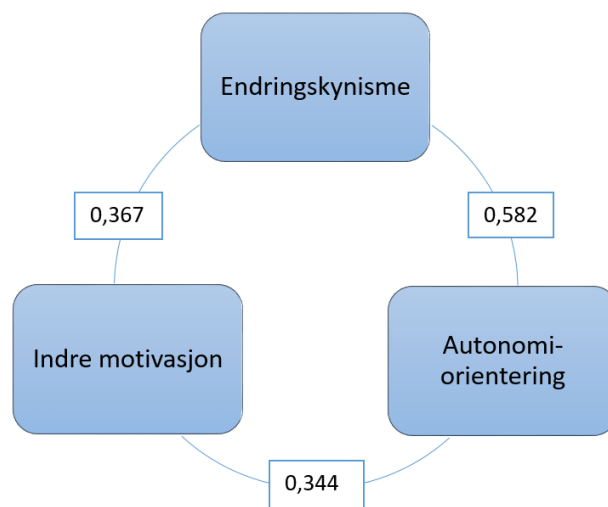 Endringskynisme
0,367
0,582
Indre motivasjon
Autonomi-
orientering
0,344